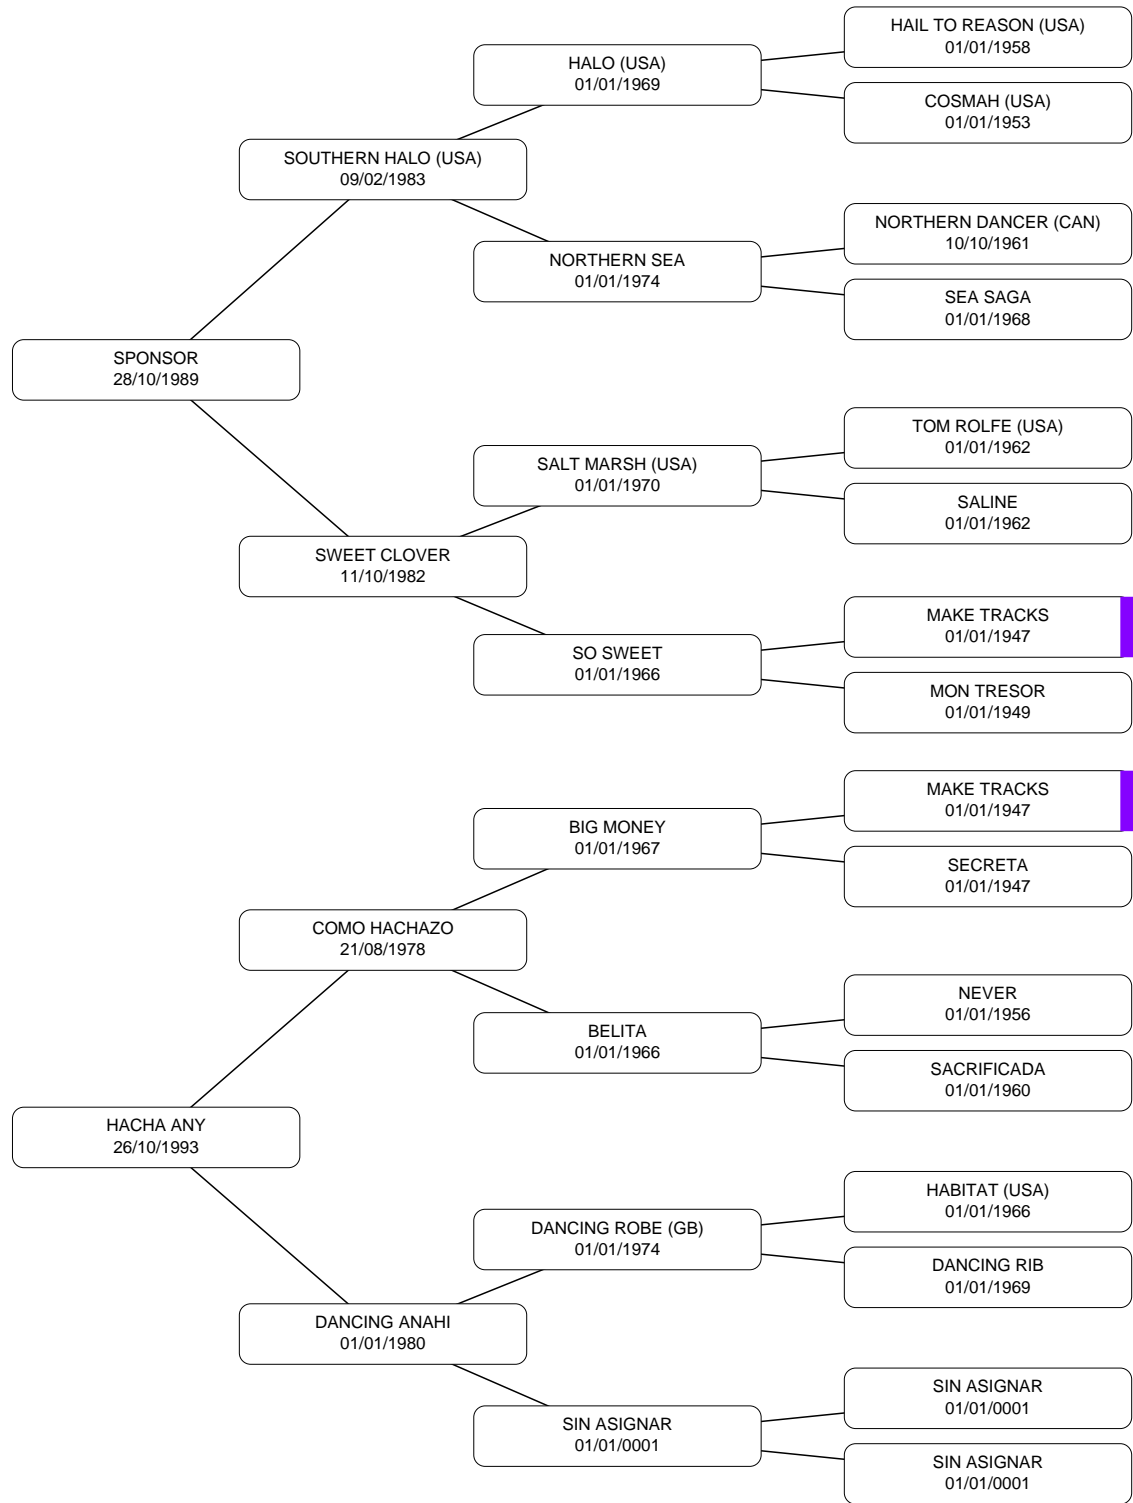 HAIL TO REASON (USA)
01/01/1958
HALO (USA)
01/01/1969
COSMAH (USA)
01/01/1953
SOUTHERN HALO (USA)
09/02/1983
NORTHERN DANCER (CAN)
10/10/1961
NORTHERN SEA
01/01/1974
SEA SAGA
01/01/1968
SPONSOR
28/10/1989
TOM ROLFE (USA)
01/01/1962
SALT MARSH (USA)
01/01/1970
SALINE
01/01/1962
SWEET CLOVER
11/10/1982
MAKE TRACKS
01/01/1947
SO SWEET
01/01/1966
MON TRESOR
01/01/1949
MAKE TRACKS
01/01/1947
BIG MONEY
01/01/1967
SECRETA
01/01/1947
COMO HACHAZO
21/08/1978
NEVER
01/01/1956
BELITA
01/01/1966
SACRIFICADA
01/01/1960
HACHA ANY
26/10/1993
HABITAT (USA)
01/01/1966
DANCING ROBE (GB)
01/01/1974
DANCING RIB
01/01/1969
DANCING ANAHI
01/01/1980
SIN ASIGNAR
01/01/0001
SIN ASIGNAR
01/01/0001
SIN ASIGNAR
01/01/0001